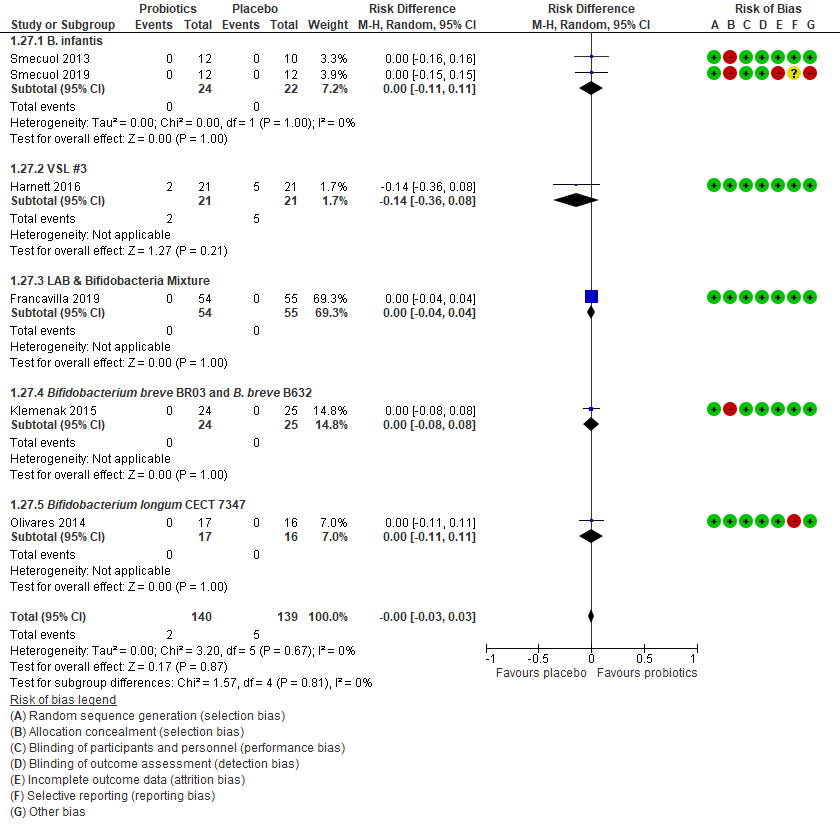 Probiotics Placebo Risk Difference Risk Difference Risk of Bias
Study or Subgroup Events Total Events Total Weight M-H, Random, 95% CI M-H, Random, 95% CI A B C D E F G
1.27.1 B. infantis
Smecuol 2013 0 12 0 10 3.3% 0.00 [-0.16, 0.16] + − + + + + +
Smecuol 2019 0 12 0 12 3.9% 0.00 [-0.15, 0.15] + − + + − ? −
Subtotal (95% CI) 24 22 7.2% 0.00 [-0.11, 0.11]
Total events 0 0
Heterogeneity: Tau² = 0.00; Chi² = 0.00, df = 1 (P = 1.00); I² = 0%
Test for overall effect: Z = 0.00 (P = 1.00)
1.27.2 VSL #3
Harnett 2016 2 21 5 21 1.7% -0.14 [-0.36, 0.08] + + + + + + +
Subtotal (95% CI) 21 21 1.7% -0.14 [-0.36, 0.08]
Total events 2 5
Heterogeneity: Not applicable
Test for overall effect: Z = 1.27 (P = 0.21)
1.27.3 LAB & Bifidobacteria Mixture
Francavilla 2019 0 54 0 55 69.3% 0.00 [-0.04, 0.04] + + + + + + +
Subtotal (95% CI) 54 55 69.3% 0.00 [-0.04, 0.04]
Total events 0 0
Heterogeneity: Not applicable
Test for overall effect: Z = 0.00 (P = 1.00)
1.27.4 Bifidobacterium breve BR03 and B. breve B632
Klemenak 2015 0 24 0 25 14.8% 0.00 [-0.08, 0.08] + − + + + + +
Subtotal (95% CI) 24 25 14.8% 0.00 [-0.08, 0.08]
Total events 0 0
Heterogeneity: Not applicable
Test for overall effect: Z = 0.00 (P = 1.00)
1.27.5 Bifidobacterium longum CECT 7347
Olivares 2014 0 17 0 16 7.0% 0.00 [-0.11, 0.11] + + + + + − +
Subtotal (95% CI) 17 16 7.0% 0.00 [-0.11, 0.11]
Total events 0 0
Heterogeneity: Not applicable
Test for overall effect: Z = 0.00 (P = 1.00)
Total (95% CI) 140 139 100.0% -0.00 [-0.03, 0.03]
Total events 2 5
Heterogeneity: Tau² = 0.00; Chi² = 3.20, df = 5 (P = 0.67); I² = 0%
Test for overall effect: Z = 0.17 (P = 0.87)
Test for subgroup differences: Chi² = 1.57, df = 4 (P = 0.81), I² = 0%
-1 -0.5 0 0.5 1
Favours placebo Favours probiotics
Risk of bias legend
(A) Random sequence generation (selection bias)
(B) Allocation concealment (selection bias)
(C) Blinding of participants and personnel (performance bias)
(D) Blinding of outcome assessment (detection bias)
(E) Incomplete outcome data (attrition bias)
(F) Selective reporting (reporting bias)
(G) Other bias